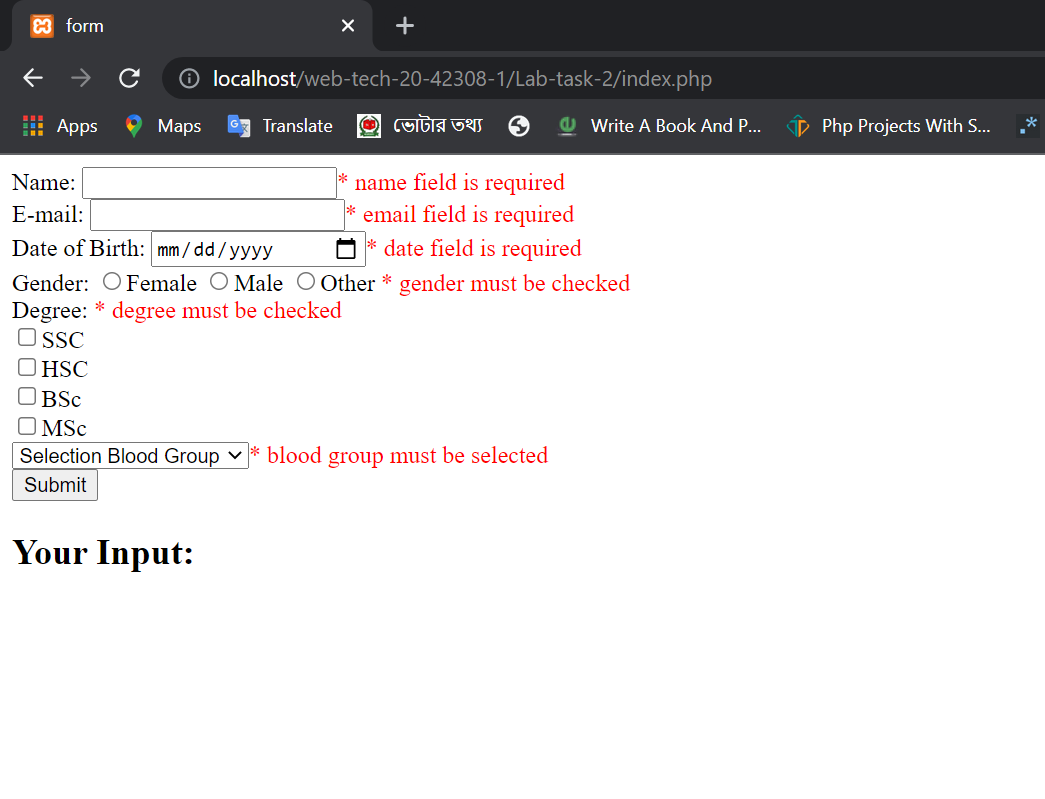 form
localhost/web-tech-20-42308-1/Lab-task-2/index.php
Apps Maps Translate ভোটার তথ্য Write A Book And P... Php Projects With S...
Name: * name field is required
E-mail: * email field is required
Date of Birth: mm/dd/yyyy * date field is required
Gender: Female Male Other * gender must be checked
Degree: * degree must be checked
SSC
HSC
BSc
MSc
Selection Blood Group * blood group must be selected
Submit
Your Input: